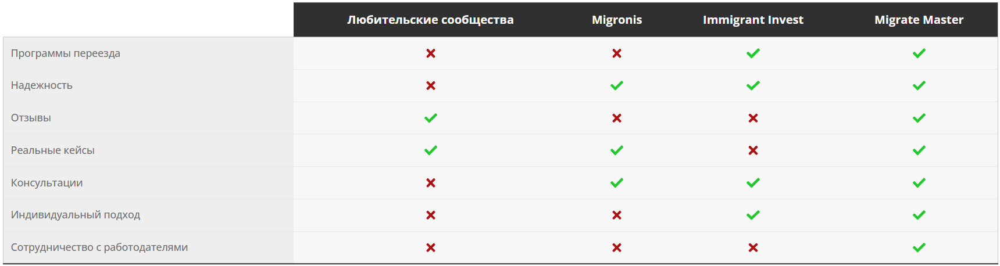 Любительские сообщества Migronis Immigrant Invest Migrate Master
Программы переезда
Надежность
Отзывы
Реальные кейсы
Консультации
Индивидуальный подход
Сотрудничество с работодателями